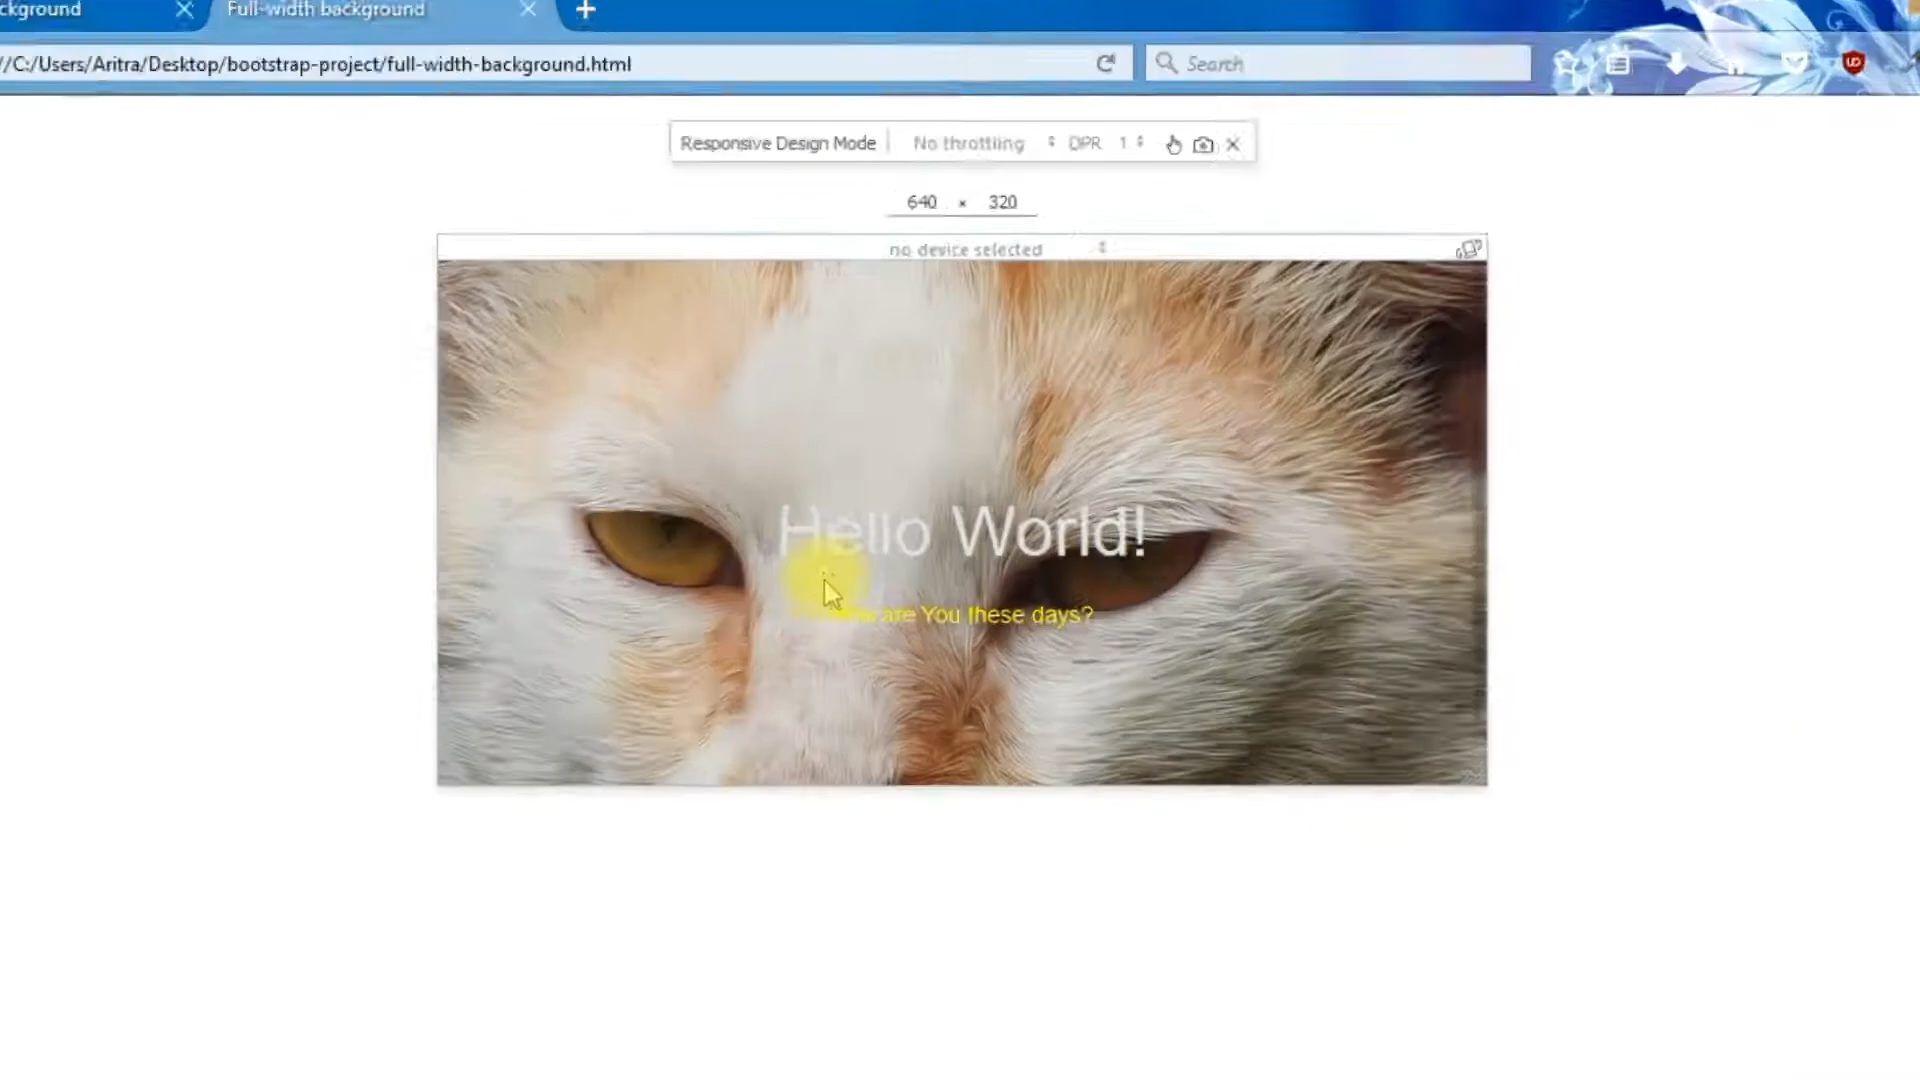 ckground
Full-width background
//C:/Users/Aritra/Desktop/bootstrap-project/full-width-background.html
Search
Responsive Design Mode
No throttling
DPR 1
640 × 320
no device selected
Hello World!
are You these days?